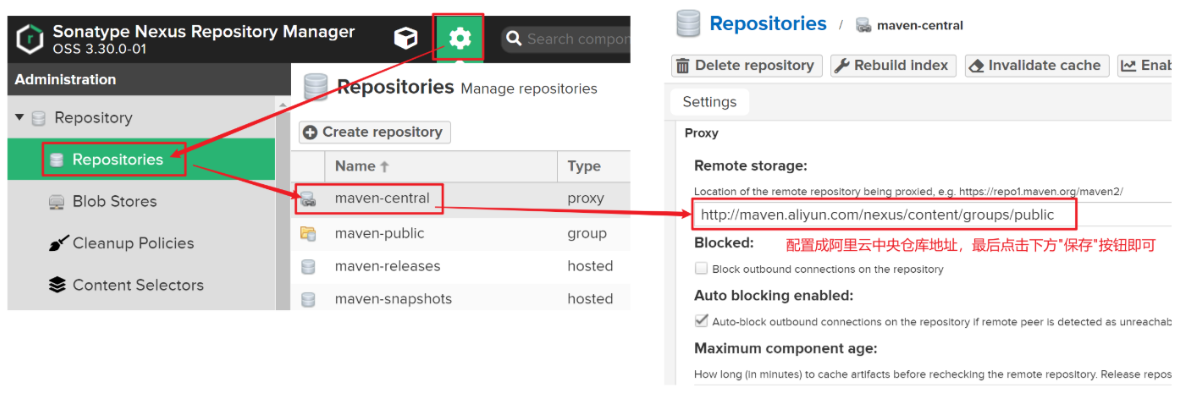 Sonatype Nexus Repository Manager
OSS 3.30.0-01
Search compon
Administration
Repository
Repositories
Blob Stores
Cleanup Policies
Content Selectors
Repositories Manage repositories
Create repository
Name Type
maven-central proxy
maven-public group
maven-releases hosted
maven-snapshots hosted
Repositories / maven-central
Delete repository Rebuild index Invalidate cache Enab
Settings
Proxy
Remote storage:
Location of the remote repository being proxied, e.g. https://repo1.maven.org/maven2/
http://maven.aliyun.com/nexus/content/groups/public
Blocked: 配置成阿里云中央仓库地址，最后点击下方"保存"按钮即可
Block outbound connections on the repository
Auto blocking enabled:
Auto-block outbound connections on the repository if remote peer is detected as unreachab
Maximum component age:
How long (in minutes) to cache artifacts before rechecking the remote repository. Release repos